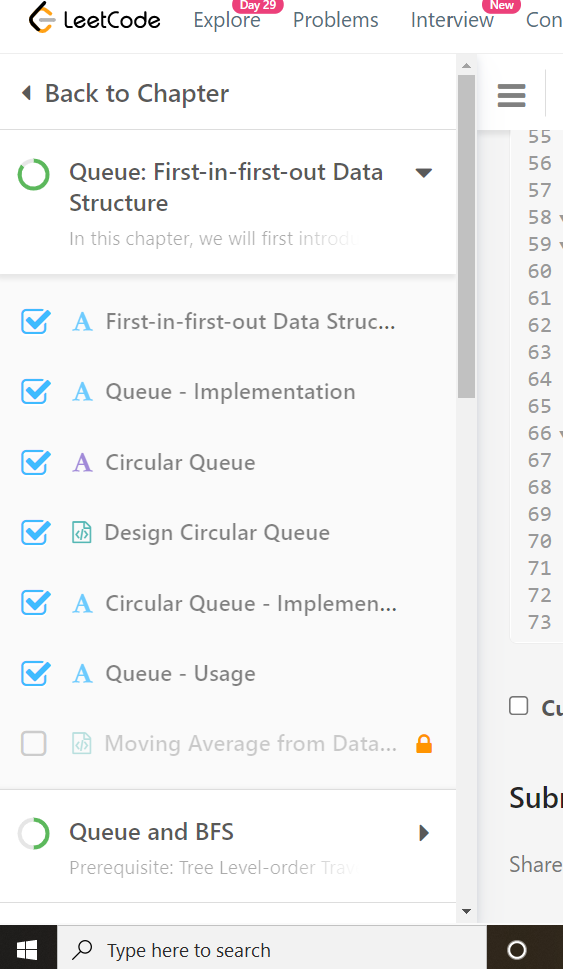 Day 29
New
LeetCode Explore Problems Interview Con
Back to Chapter
Queue: First-in-first-out Data
Structure
In this chapter, we will first introdu
A First-in-first-out Data Struc...
A Queue - Implementation
A Circular Queue
Design Circular Queue
A Circular Queue - Implemen...
A Queue - Usage
Moving Average from Data...
Queue and BFS
Prerequisite: Tree Level-order Trav
55
56
57
58
59
60
61
62
63
64
65
66
67
68
69
70
71
72
73
Cu
Sub
Share
Type here to search